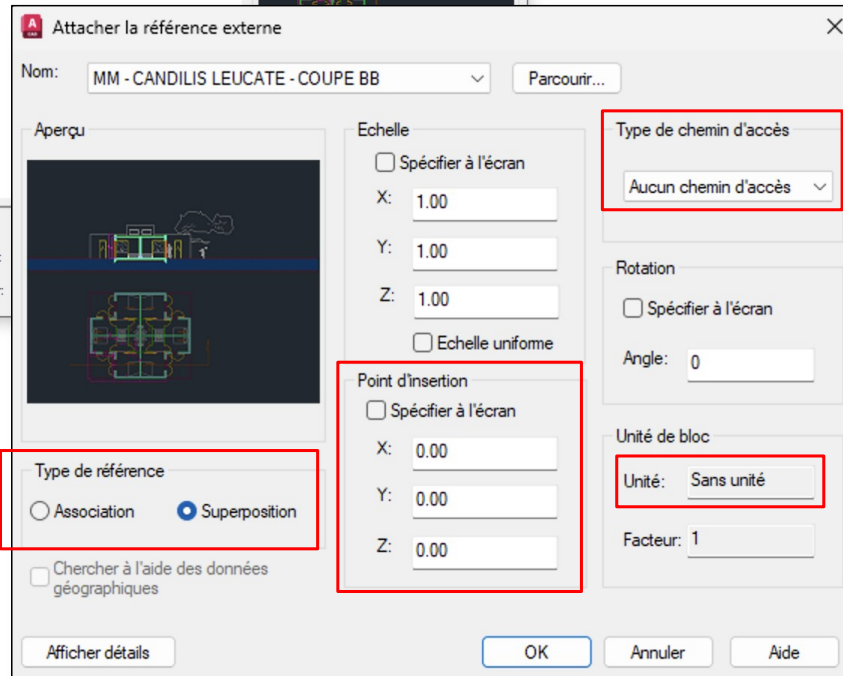 Attacher la référence externe
Nom: MM - CANDILIS LEUCATE - COUPE BB Parcourir...
Aperçu
Echelle
Spécifier à l'écran
X: 1.00
Y: 1.00
Z: 1.00
Echelle uniforme
Type de chemin d'accès
Aucun chemin d'accès
Rotation
Spécifier à l'écran
Angle: 0
Type de référence
Association Superposition
Point d'insertion
Spécifier à l'écran
X: 0.00
Y: 0.00
Z: 0.00
Unité de bloc
Unité: Sans unité
Facteur: 1
Chercher à l'aide des données
géographiques
Afficher détails OK Annuler Aide